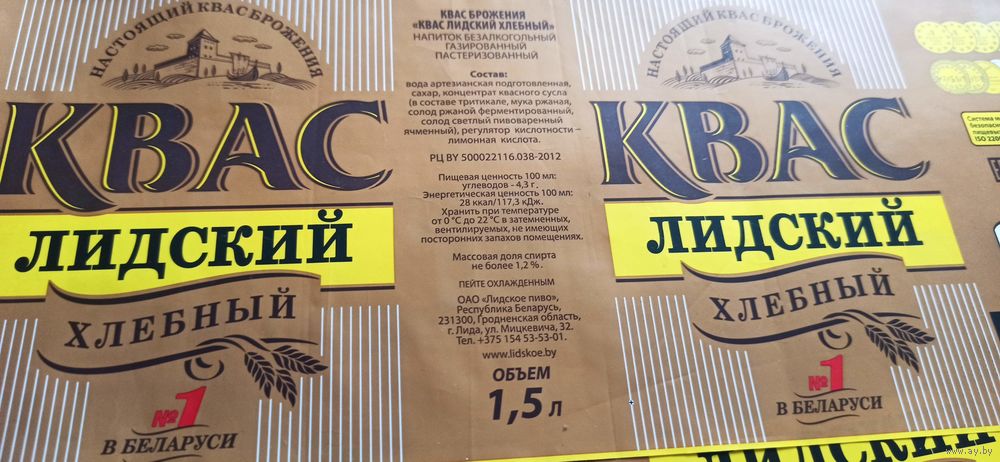 НАСТОЯЩИЙ КВАС БРОЖЕНИЯ
КВАС
ЛИДСКИЙ
ХЛЕБНЫЙ
№1
В БЕЛАРУСИ
КВАС БРОЖЕНИЯ
«КВАС ЛИДСКИЙ ХЛЕБНЫЙ»
НАПИТОК БЕЗАЛКОГОЛЬНЫЙ
ГАЗИРОВАННЫЙ
ПАСТЕРИЗОВАННЫЙ
Состав:
вода артезианская подготовленная,
сахар, концентрат квасного сусла
(в составе тритикале, мука ржаная,
солод ржаной ферментированный,
солод светлый пивоваренный
ячменный), регулятор кислотности –
лимонная кислота.
РЦ BY 500022116.038-2012
Пищевая ценность 100 мл:
углеводов - 4,3 г.
Энергетическая ценность 100 мл:
28 ккал/117,3 кДж.
Хранить при температуре
от 0 °С до 22 °С в затемненных,
вентилируемых, не имеющих
посторонних запахов помещениях.
Массовая доля спирта
не более 1,2 %.
ПЕЙТЕ ОХЛАЖДЕННЫМ
ОАО «Лидское пиво»,
Республика Беларусь,
231300, Гродненская область,
г. Лида, ул. Мицкевича, 32.
Тел. +375 154 53-53-01.
www.lidskoe.by
ОБЪЕМ
1,5 л
НАСТОЯЩИЙ КВАС БРОЖЕНИЯ
КВАС
ЛИДСКИЙ
ХЛЕБНЫЙ
№1
В БЕЛАРУСИ
Система
ISO
ЛИДСКИЙ
www.ay.by